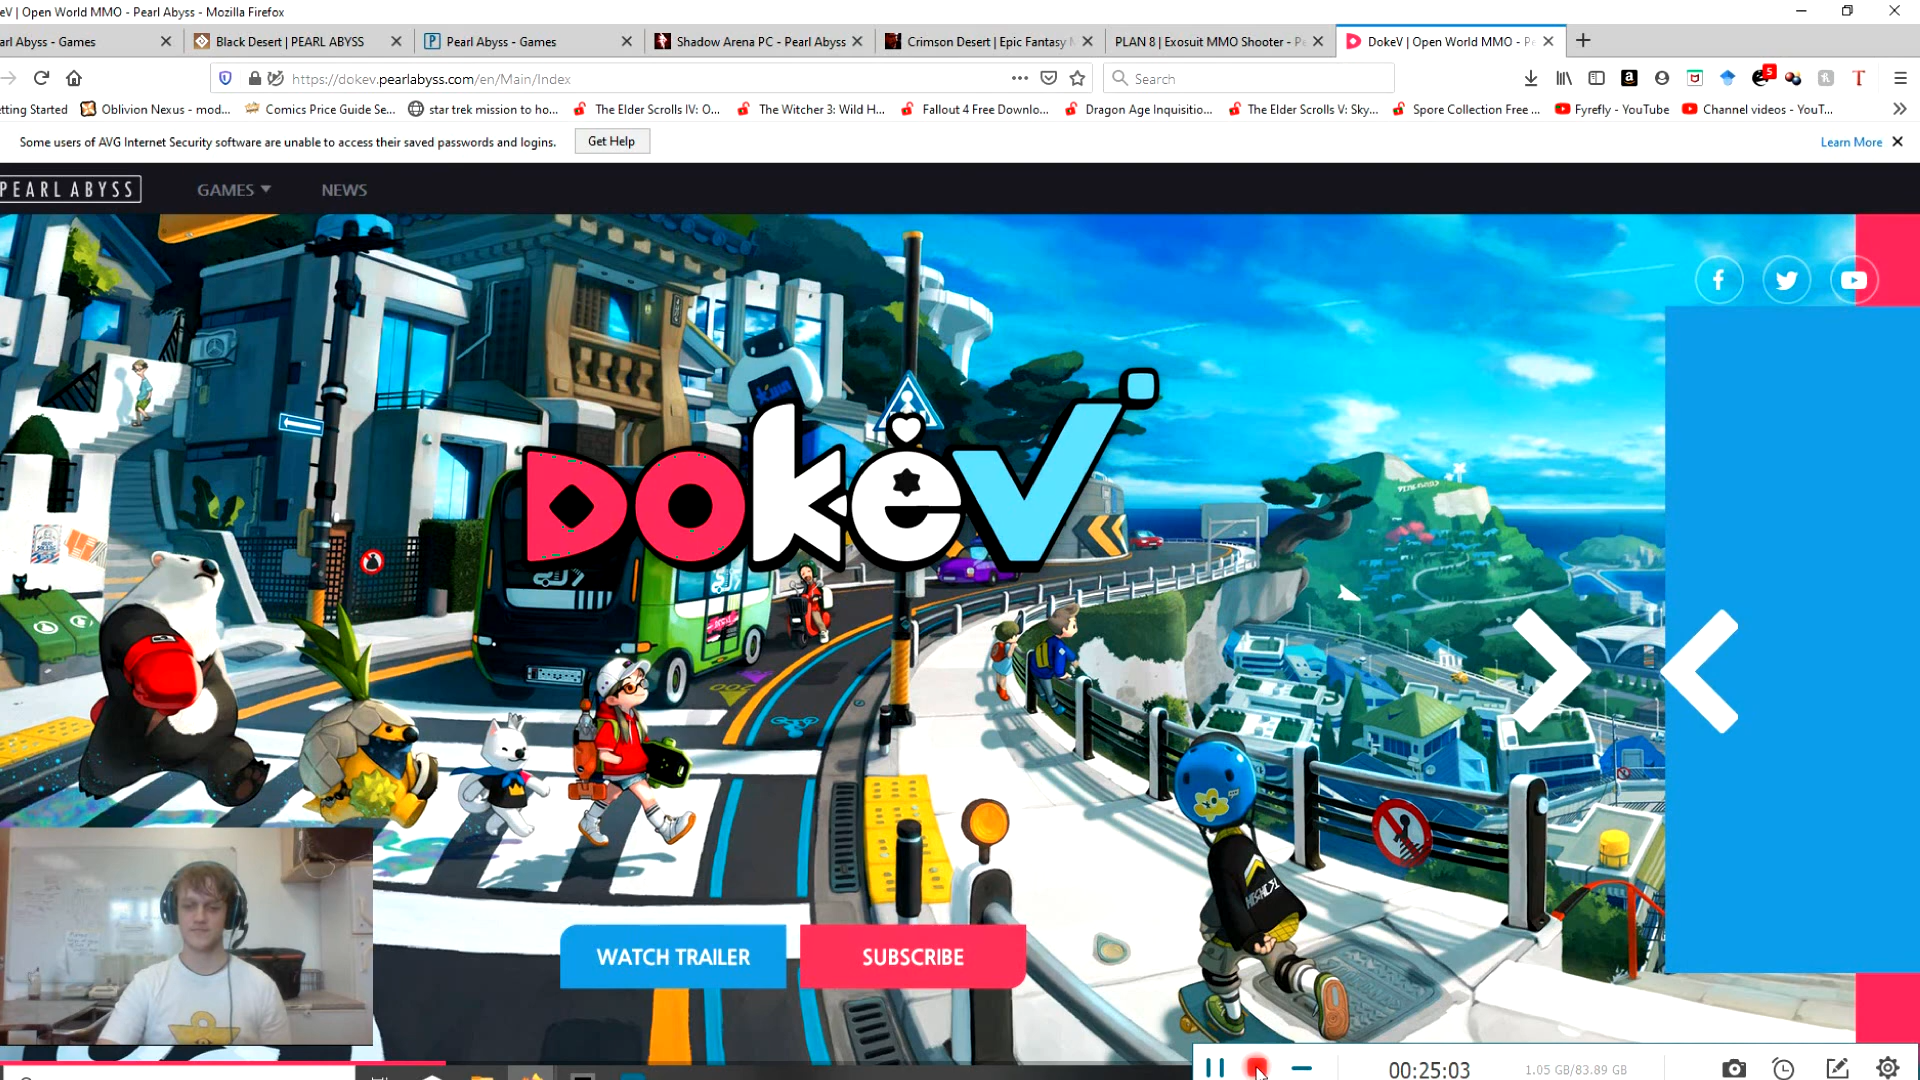 eV | Open World MMO - Pearl Abyss - Mozilla Firefox
arl Abyss - Games
Black Desert | PEARL ABYSS
Pearl Abyss - Games
Shadow Arena PC - Pearl Abyss
Crimson Desert | Epic Fantasy
PLAN 8 | Exosuit MMO Shooter - Pe
DokeV | Open World MMO - Pe
https://dokev.pearlabyss.com/en/Main/Index
Search
5
etting Started
Oblivion Nexus - mod...
Comics Price Guide Se...
star trek mission to ho...
The Elder Scrolls IV: O...
The Witcher 3: Wild H...
Fallout 4 Free Downlo...
Dragon Age Inquisitio...
The Elder Scrolls V: Sky...
Spore Collection Free ...
Fyrefly - YouTube
Channel videos - YouT...
Some users of AVG Internet Security software are unable to access their saved passwords and logins.
Get Help
Learn More
PEARL ABYSS
GAMES
NEWS
DOkeV
WATCH TRAILER
SUBSCRIBE
00:25:03
1.05 GB/83.89 GB